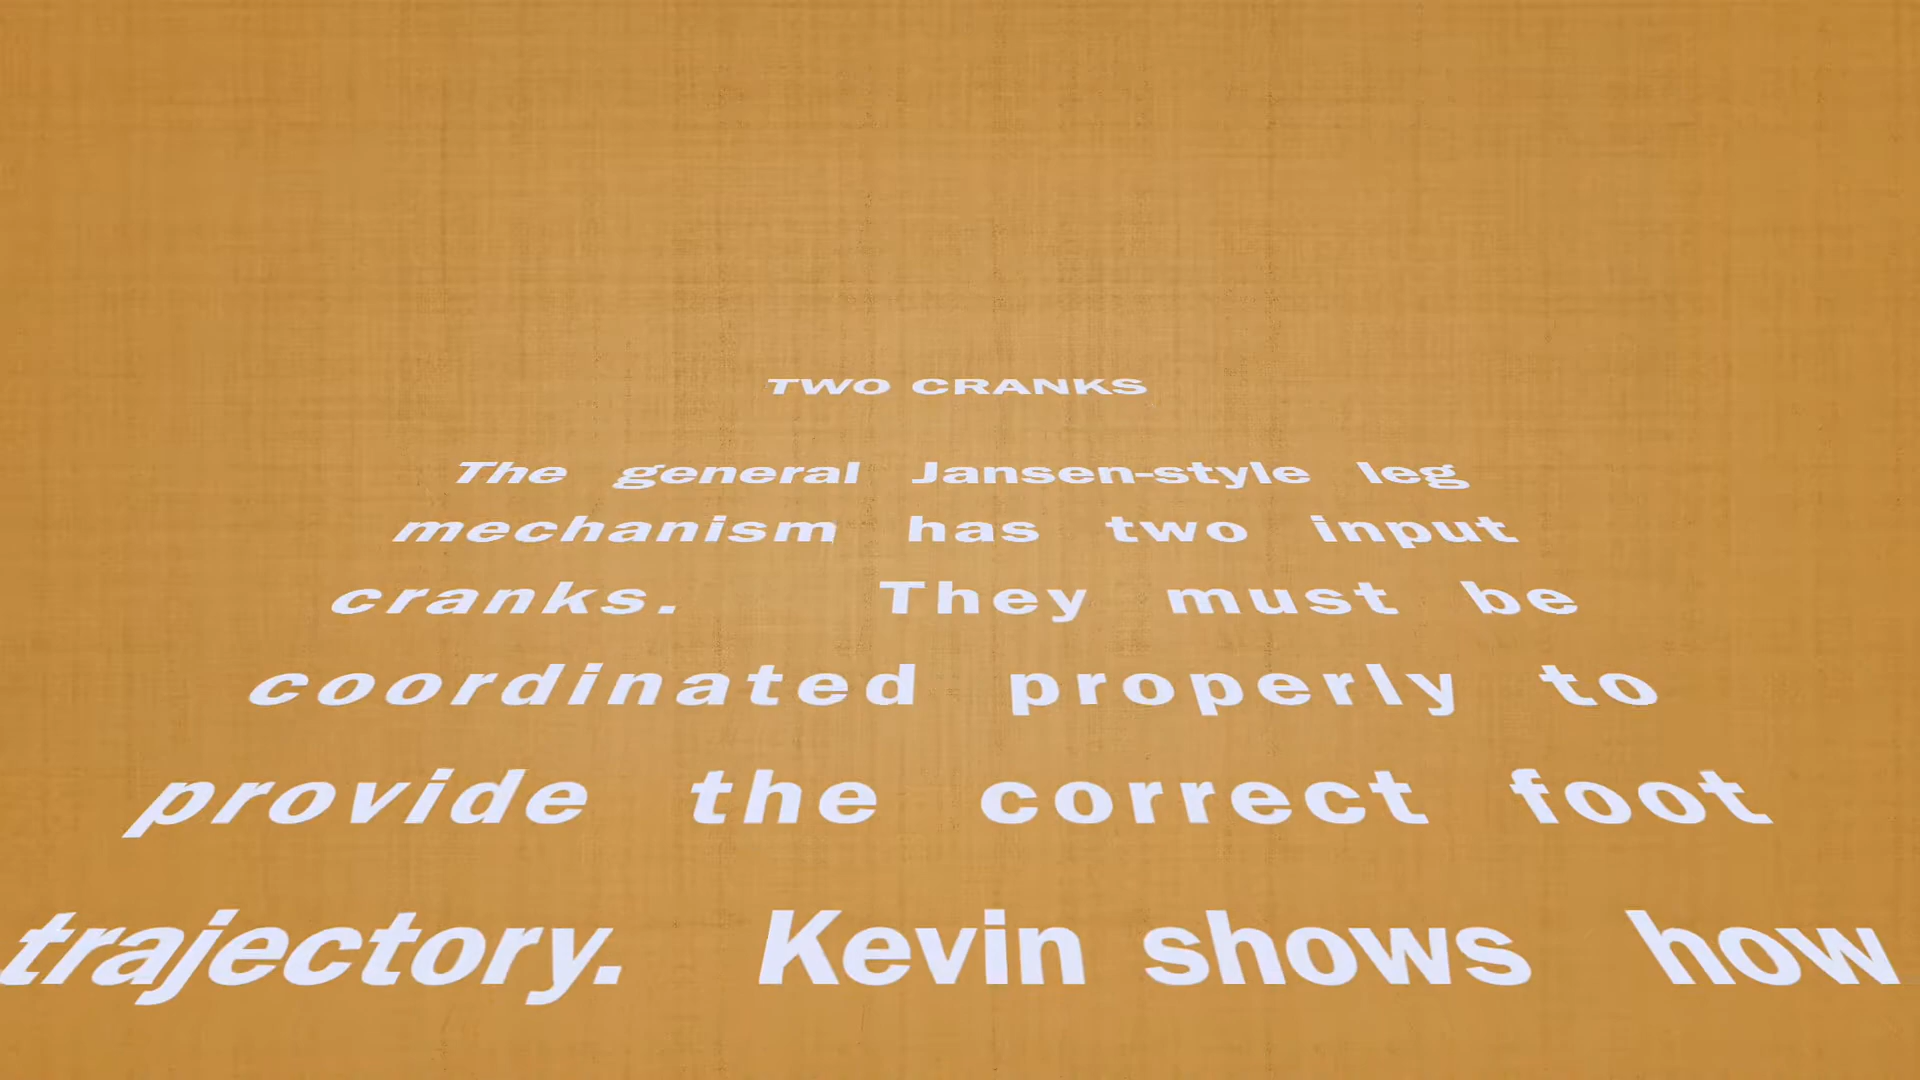 TWO CRANKS
The general Jansen-style leg
mechanism has two input
cranks. They must be
coordinated properly to
provide the correct foot
trajectory. Kevin shows how